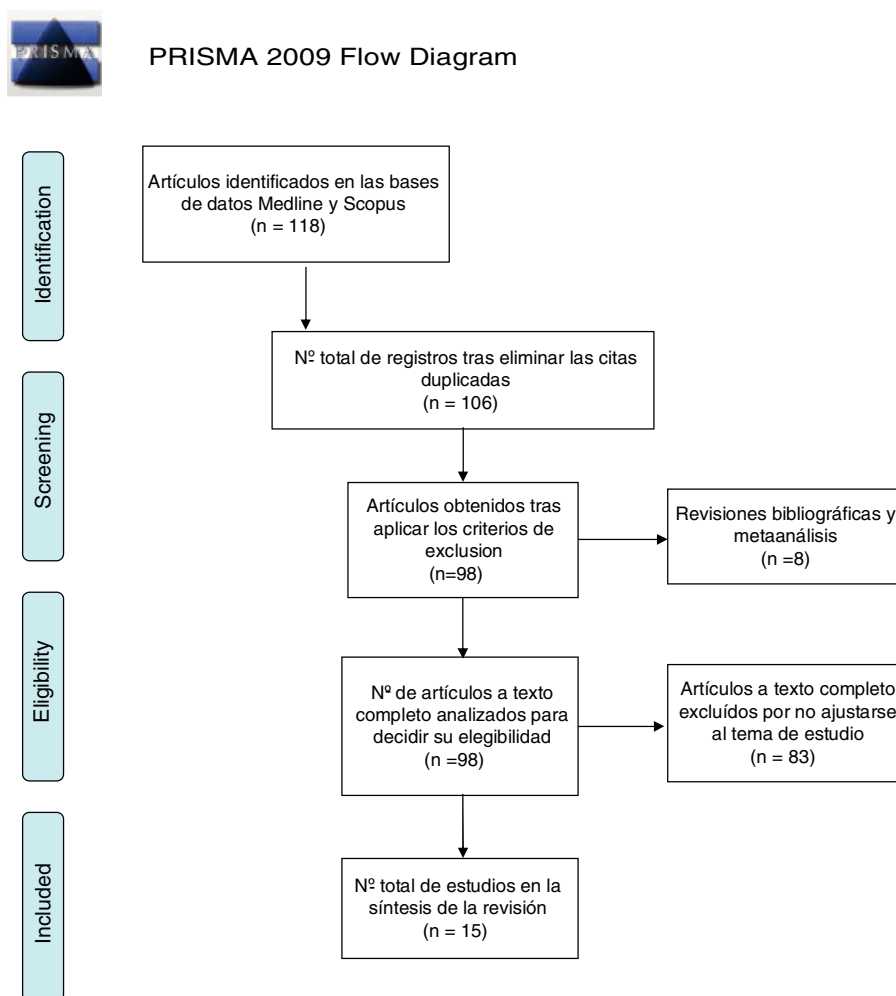 PRISMA
PRISMA 2009 Flow Diagram
Identification
Artículos identificados en las bases
de datos Medline y Scopus
(n = 118)
Nº total de registros tras eliminar las citas
duplicadas
(n = 106)
Screening
Artículos obtenidos tras
aplicar los criterios de
exclusion
(n=98)
Revisiones bibliográficas y
metaanálisis
(n =8)
Eligibility
Nº de artículos a texto
completo analizados para
decidir su elegibilidad
(n =98)
Artículos a texto completo
excluídos por no ajustarse
al tema de estudio
(n = 83)
Included
Nº total de estudios en la
síntesis de la revisión
(n = 15)